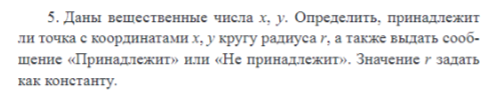 5. Даны вещественные числа x, y. Определить, принадлежит
ли точка с координатами x, y кругу радиуса r, а также выдать сооб-
щение «Принадлежит» или «Не принадлежит». Значение r задать
как константу.